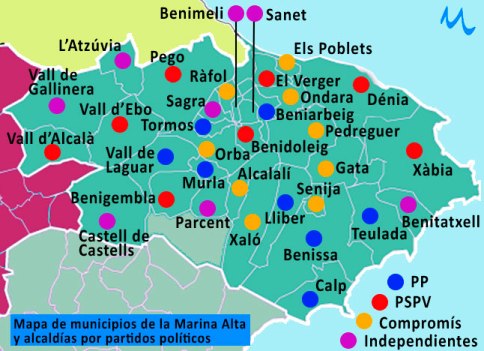 Benimeli
Sanet
L'Atzúvia
Els Poblets
Pego
Vall de
Gallinera
Ràfol
El Verger
Ondara
Dénia
Sagra
Vall d'Ebo
Beniarbeig
Tormos
Pedreguer
Vall d'Alcalà
Benidoleig
Vall de
Laguar
Orba
Xàbia
Murla
Alcalalí
Gata
Benigembla
Senija
Parcent
Lliber
Benitatxell
Castell de
Castells
Xaló
Teulada
Benissa
Calp
PP
PSPV
Compromís
Independientes
Mapa de municipios de la Marina Alta
y alcaldías por partidos políticos